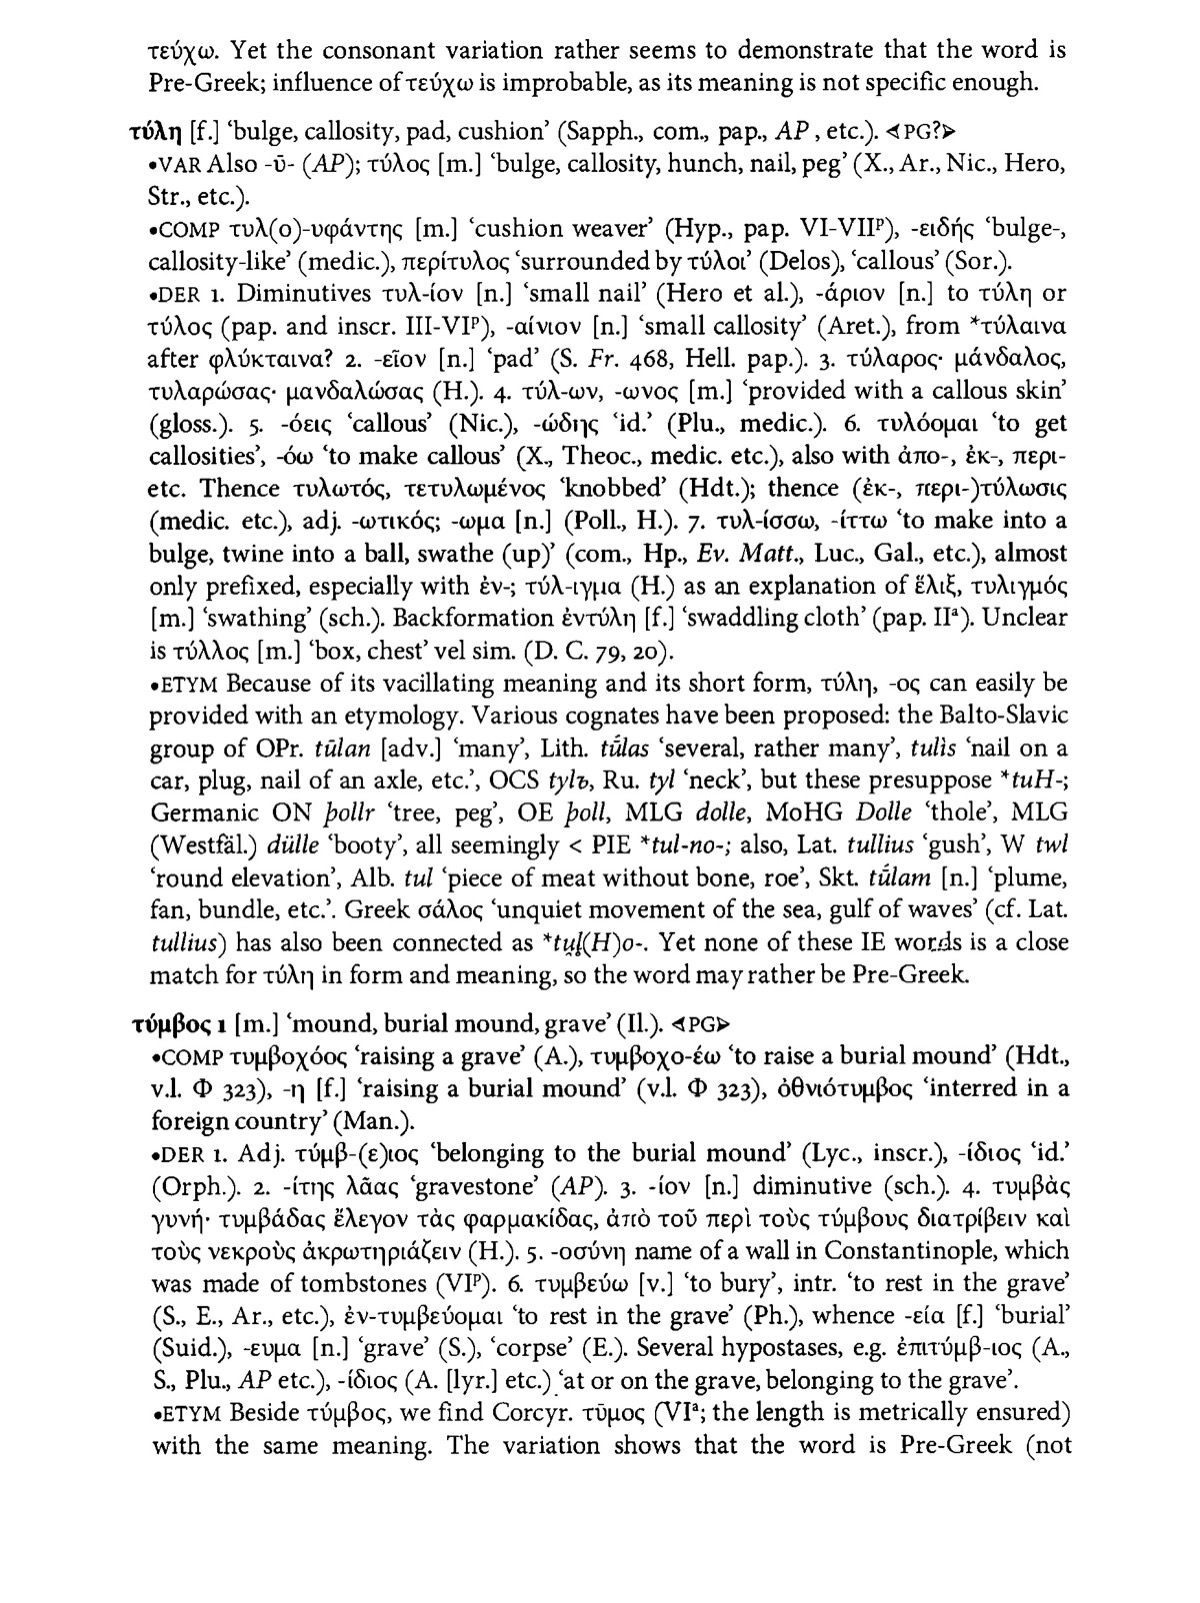 τεύχω. Yet the consonant variation rather seems to demonstrate that the word is
Pre-Greek; influence of τεύχω is improbable, as its meaning is not specific enough.
τύλη [f.] ‘bulge, callosity, pad, cushion’ (Sapph., com., pap., AP, etc.). ⮜PG?⮞
•VAR Also -ῡ- (AP); τύλος [m.] ‘bulge, callosity, hunch, nail, peg’ (X., Ar., Nic., Hero,
Str., etc.).
•COMP τυλ(ο)-υφάντης [m.] ‘cushion weaver’ (Hyp., pap. VI-VIIᵖ), -ειδής ‘bulge-,
callosity-like’ (medic.), περίτυλος ‘surrounded by τύλοι’ (Delos), ‘callous’ (Sor.).
•DER 1. Diminutives τυλ-ίον [n.] ‘small nail’ (Hero et al.), -άριον [n.] to τύλη or
τύλος (pap. and inscr. III-VIᵖ), -αίνιον [n.] ‘small callosity’ (Aret.), from *τύλαινα
after φλύκταινα? 2. -εῖον [n.] ‘pad’ (S. Fr. 468, Hell. pap.). 3. τύλαρος· μάνδαλος,
τυλαρώσας· μανδαλώσας (H.). 4. τύλ-ων, -ωνος [m.] ‘provided with a callous skin’
(gloss.). 5. -όεις ‘callous’ (Nic.), -ώδης ‘id.’ (Plu., medic.). 6. τυλόομαι ‘to get
callosities’, -όω ‘to make callous’ (X., Theoc., medic. etc.), also with ἀπο-, ἐκ-, περι-
etc. Thence τυλωτός, τετυλωμένος ‘knobbed’ (Hdt.); thence (ἐκ-, περι-)τύλωσις
(medic. etc.), adj. -ωτικός; -ωμα [n.] (Poll., H.). 7. τυλ-ίσσω, -ίττω ‘to make into a
bulge, twine into a ball, swathe (up)’ (com., Hp., Ev. Matt., Luc., Gal., etc.), almost
only prefixed, especially with ἐν-; τύλ-ιγμα (H.) as an explanation of ἕλιξ, τυλιγμός
[m.] ‘swathing’ (sch.). Backformation ἐντύλη [f.] ‘swaddling cloth’ (pap. IIᵃ). Unclear
is τύλλος [m.] ‘box, chest’ vel sim. (D. C. 79, 20).
•ETYM Because of its vacillating meaning and its short form, τύλη, -ος can easily be
provided with an etymology. Various cognates have been proposed: the Balto-Slavic
group of OPr. tūlan [adv.] ‘many’, Lith. tū́las ‘several, rather many’, tulìs ‘nail on a
car, plug, nail of an axle, etc.’, OCS tylъ, Ru. tyl ‘neck’, but these presuppose *tuH-;
Germanic ON þollr ‘tree, peg’, OE þoll, MLG dolle, MoHG Dolle ‘thole’, MLG
(Westfäl.) dülle ‘booty’, all seemingly < PIE *tul-no-; also, Lat. tullius ‘gush’, W twl
‘round elevation’, Alb. tul ‘piece of meat without bone, roe’, Skt. tū́lam [n.] ‘plume,
fan, bundle, etc.’. Greek σάλος ‘unquiet movement of the sea, gulf of waves’ (cf. Lat.
tullius) has also been connected as *tu̯l̥(H)o-. Yet none of these IE words is a close
match for τύλη in form and meaning, so the word may rather be Pre-Greek.
τύμβος 1 [m.] ‘mound, burial mound, grave’ (Il.). ⮜PG⮞
•COMP τυμβοχόος ‘raising a grave’ (A.), τυμβοχο-έω ‘to raise a burial mound’ (Hdt.,
v.l. Φ 323), -η [f.] ‘raising a burial mound’ (v.l. Φ 323), ὀθνιότυμβος ‘interred in a
foreign country’ (Man.).
•DER 1. Adj. τύμβ-(ε)ιος ‘belonging to the burial mound’ (Lyc., inscr.), -ίδιος ‘id.’
(Orph.). 2. -ίτης λᾶας ‘gravestone’ (AP). 3. -ίον [n.] diminutive (sch.). 4. τυμβὰς
γυνή· τυμβάδας ἔλεγον τὰς φαρμακίδας, ἀπὸ τοῦ περὶ τοὺς τύμβους διατρίβειν καὶ
τοὺς νεκροὺς ἀκρωτηριάζειν (H.). 5. -οσύνη name of a wall in Constantinople, which
was made of tombstones (VIᵖ). 6. τυμβεύω [v.] ‘to bury’, intr. ‘to rest in the grave’
(S., E., Ar., etc.), ἐν-τυμβεύομαι ‘to rest in the grave’ (Ph.), whence -εία [f.] ‘burial’
(Suid.), -ευμα [n.] ‘grave’ (S.), ‘corpse’ (E.). Several hypostases, e.g. ἐπιτύμβ-ιος (A.,
S., Plu., AP etc.), -ίδιος (A. [lyr.] etc.) ‘at or on the grave, belonging to the grave’.
•ETYM Beside τύμβος, we find Corcyr. τῦμος (VIᵃ; the length is metrically ensured)
with the same meaning. The variation shows that the word is Pre-Greek (not